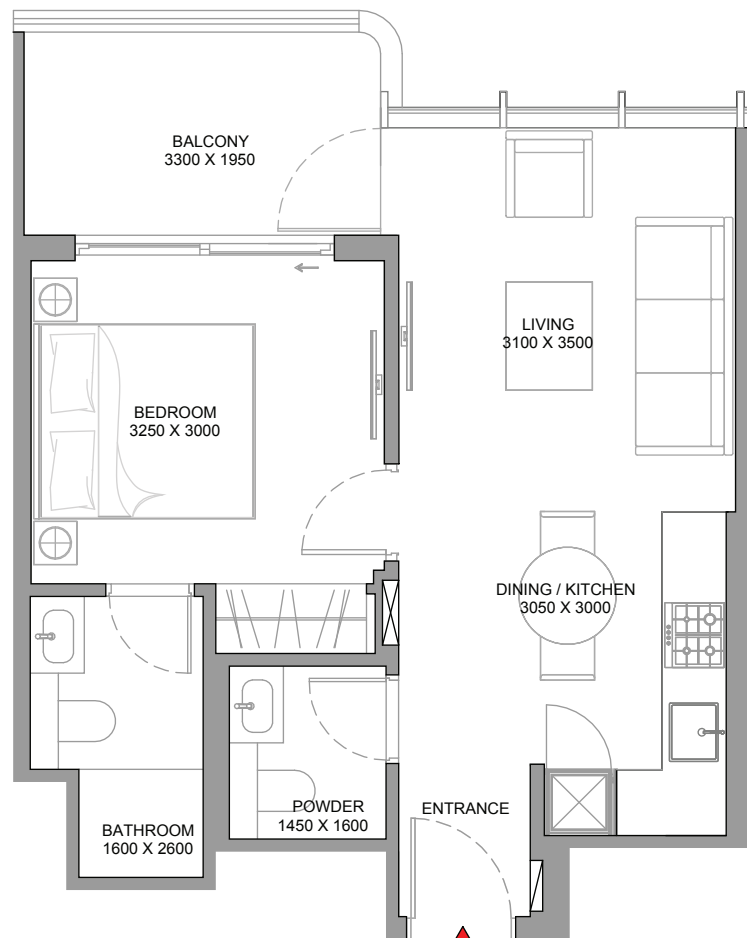 BALCONY
3300 X 1950
LIVING
3100 X 3500
BEDROOM
3250 X 3000
DINING / KITCHEN
3050 X 3000
POWDER
1450 X 1600
ENTRANCE
BATHROOM
1600 X 2600